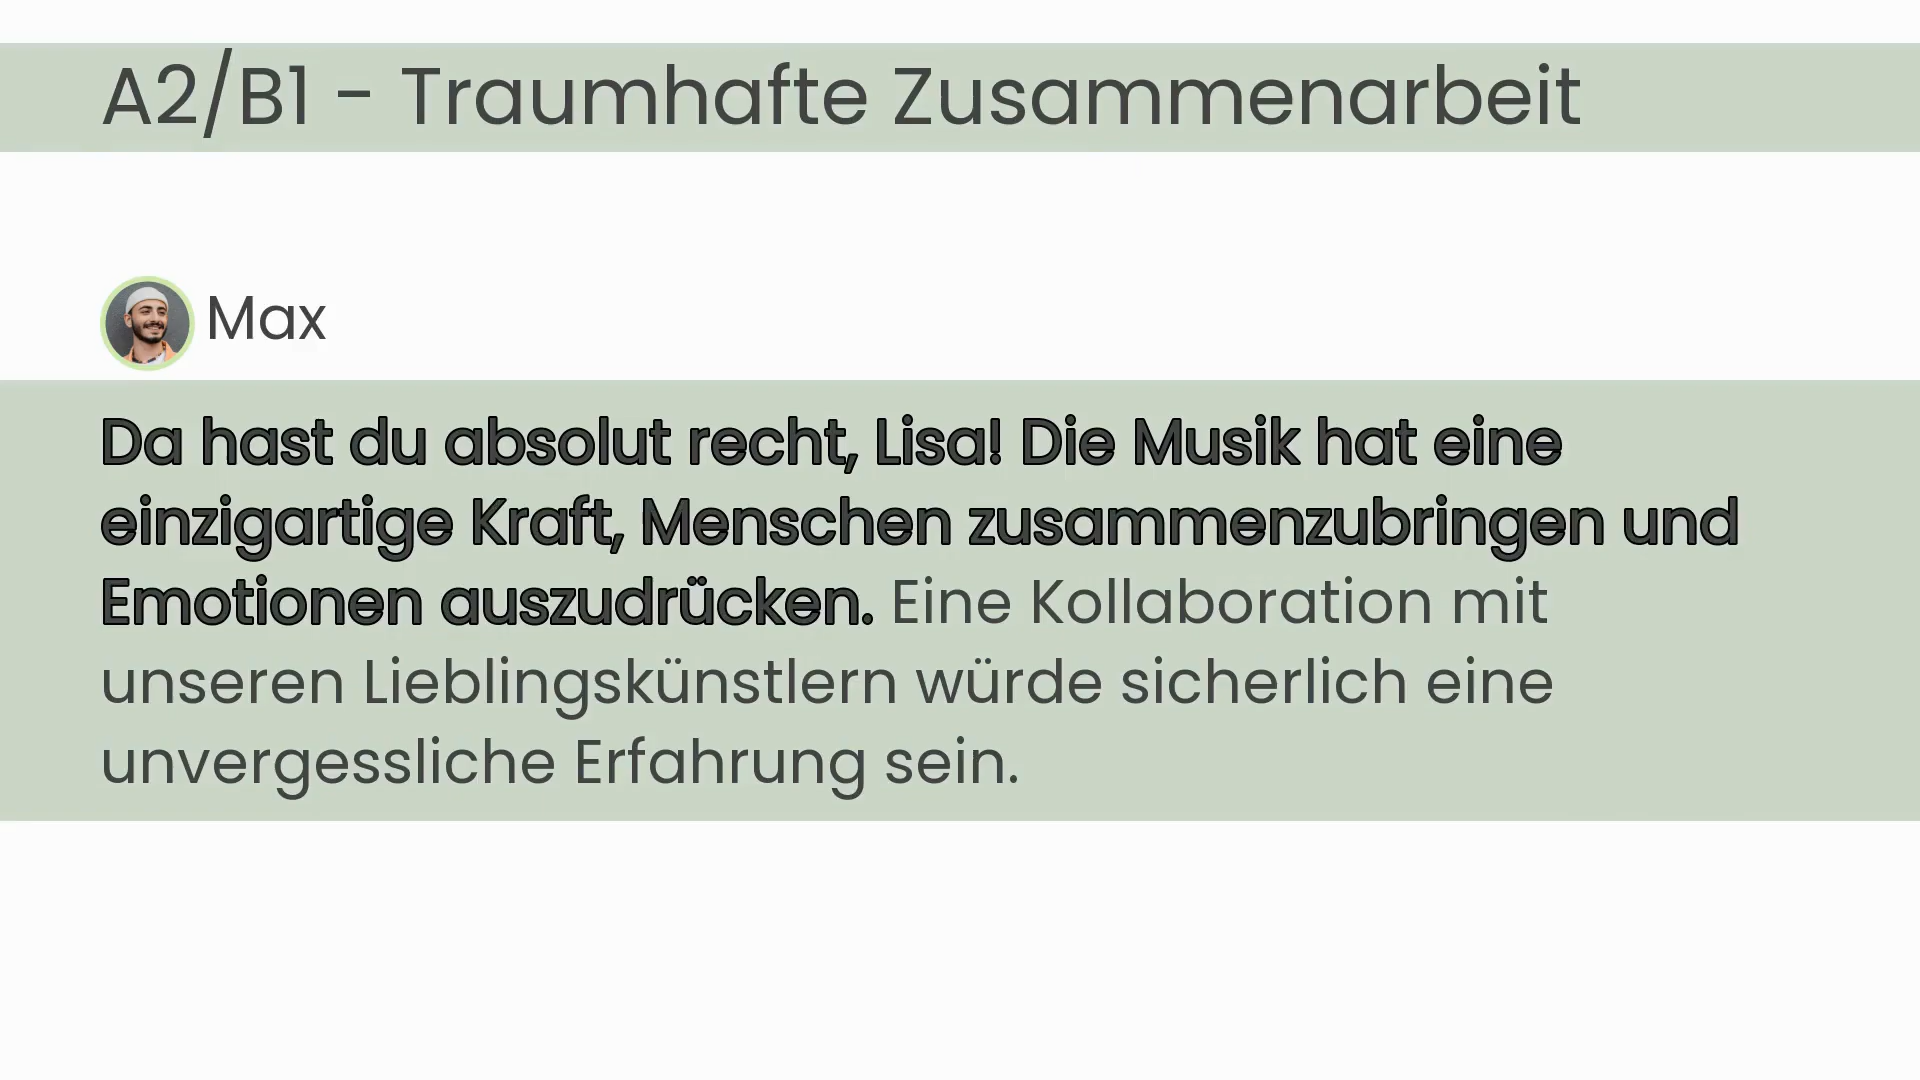 A2/B1 - Traumhafte Zusammenarbeit
Max
Da hast du absolut recht, Lisa! Die Musik hat eine
einzigartige Kraft, Menschen zusammenzubringen und
Emotionen auszudrücken. Eine Kollaboration mit
unseren Lieblingskünstlern würde sicherlich eine
unvergessliche Erfahrung sein.